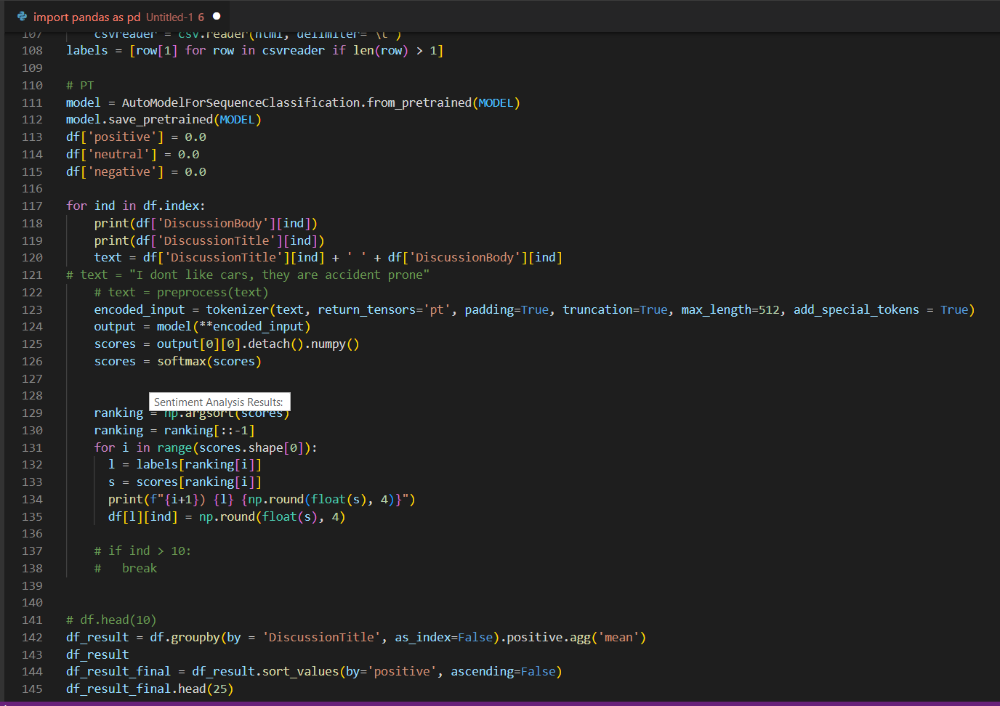 import pandas as pd Untitled-1 6
107 csvreader = csv.reader(html, delimiter='\t')
108 labels = [row[1] for row in csvreader if len(row) > 1]
109
110 # PT
111 model = AutoModelForSequenceClassification.from_pretrained(MODEL)
112 model.save_pretrained(MODEL)
113 df['positive'] = 0.0
114 df['neutral'] = 0.0
115 df['negative'] = 0.0
116
117 for ind in df.index:
118 print(df['DiscussionBody'][ind])
119 print(df['DiscussionTitle'][ind])
120 text = df['DiscussionTitle'][ind] + ' ' + df['DiscussionBody'][ind]
121 # text = "I dont like cars, they are accident prone"
122 # text = preprocess(text)
123 encoded_input = tokenizer(text, return_tensors='pt', padding=True, truncation=True, max_length=512, add_special_tokens = True)
124 output = model(**encoded_input)
125 scores = output[0][0].detach().numpy()
126 scores = softmax(scores)
127
128
Sentiment Analysis Results:
129 ranking = np.argsort(scores)
130 ranking = ranking[::-1]
131 for i in range(scores.shape[0]):
132 l = labels[ranking[i]]
133 s = scores[ranking[i]]
134 print(f"{i+1}) {l} {np.round(float(s), 4)}")
135 df[l][ind] = np.round(float(s), 4)
136
137 # if ind > 10:
138 # break
139
140
141 # df.head(10)
142 df_result = df.groupby(by = 'DiscussionTitle', as_index=False).positive.agg('mean')
143 df_result
144 df_result_final = df_result.sort_values(by='positive', ascending=False)
145 df_result_final.head(25)